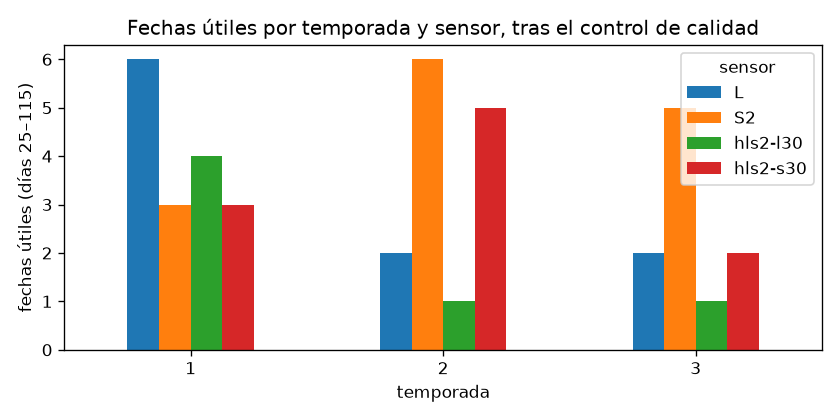 Fechas útiles por temporada y sensor, tras el control de calidad
fechas útiles (días 25–115)
6
5
4
3
2
1
0
sensor
L
S2
hls2-l30
hls2-s30
1
2
3
temporada